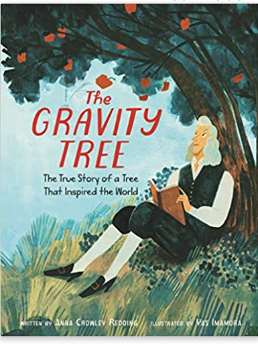 The
GRAVITY
TREE
The True Story of a Tree
That Inspired the World
WRITTEN BY ANNA CROWLEY REDDING ILLUSTRATED BY YAS IMAMURA